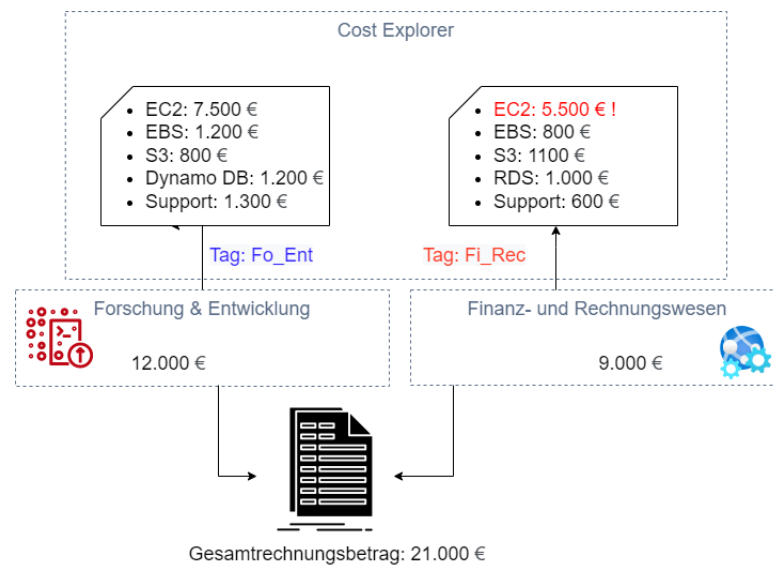 Cost Explorer
• EC2: 7.500 €
• EBS: 1.200 €
• S3: 800 €
• Dynamo DB: 1.200 €
• Support: 1.300 €
• EC2: 5.500 € !
• EBS: 800 €
• S3: 1100 €
• RDS: 1.000 €
• Support: 600 €
Tag: Fo_Ent
Tag: Fi_Rec
Forschung & Entwicklung
12.000 €
Finanz- und Rechnungswesen
9.000 €
Gesamtrechnungsbetrag: 21.000 €